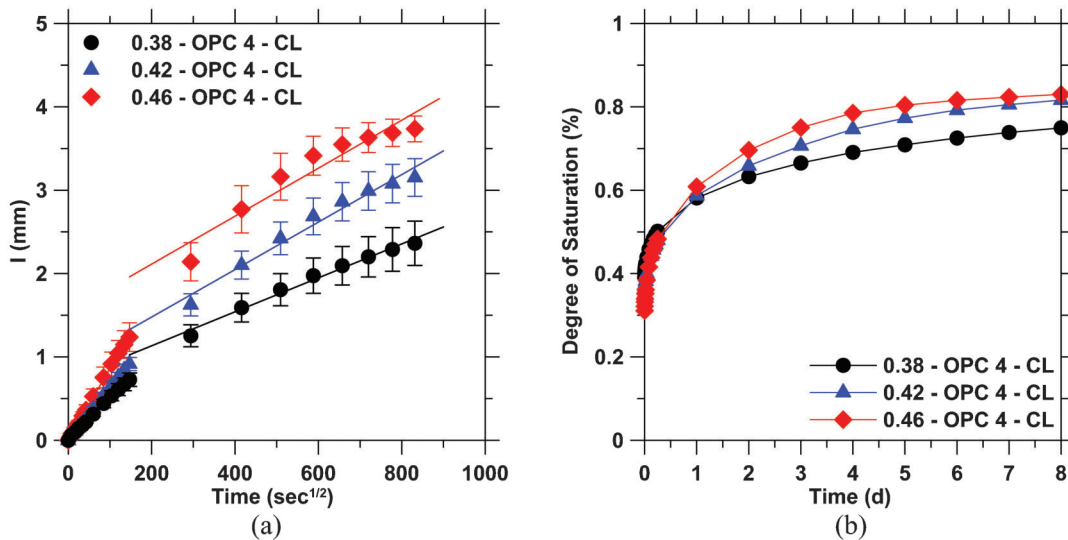 5
4
3
2
1
0
I (mm)
0.38 - OPC 4 - CL
0.42 - OPC 4 - CL
0.46 - OPC 4 - CL
0 200 400 600 800 1000
Time (sec^1/2)
(a)
1
0.8
0.6
0.4
0.2
0
Degree of Saturation (%)
0.38 - OPC 4 - CL
0.42 - OPC 4 - CL
0.46 - OPC 4 - CL
0 1 2 3 4 5 6 7 8
Time (d)
(b)